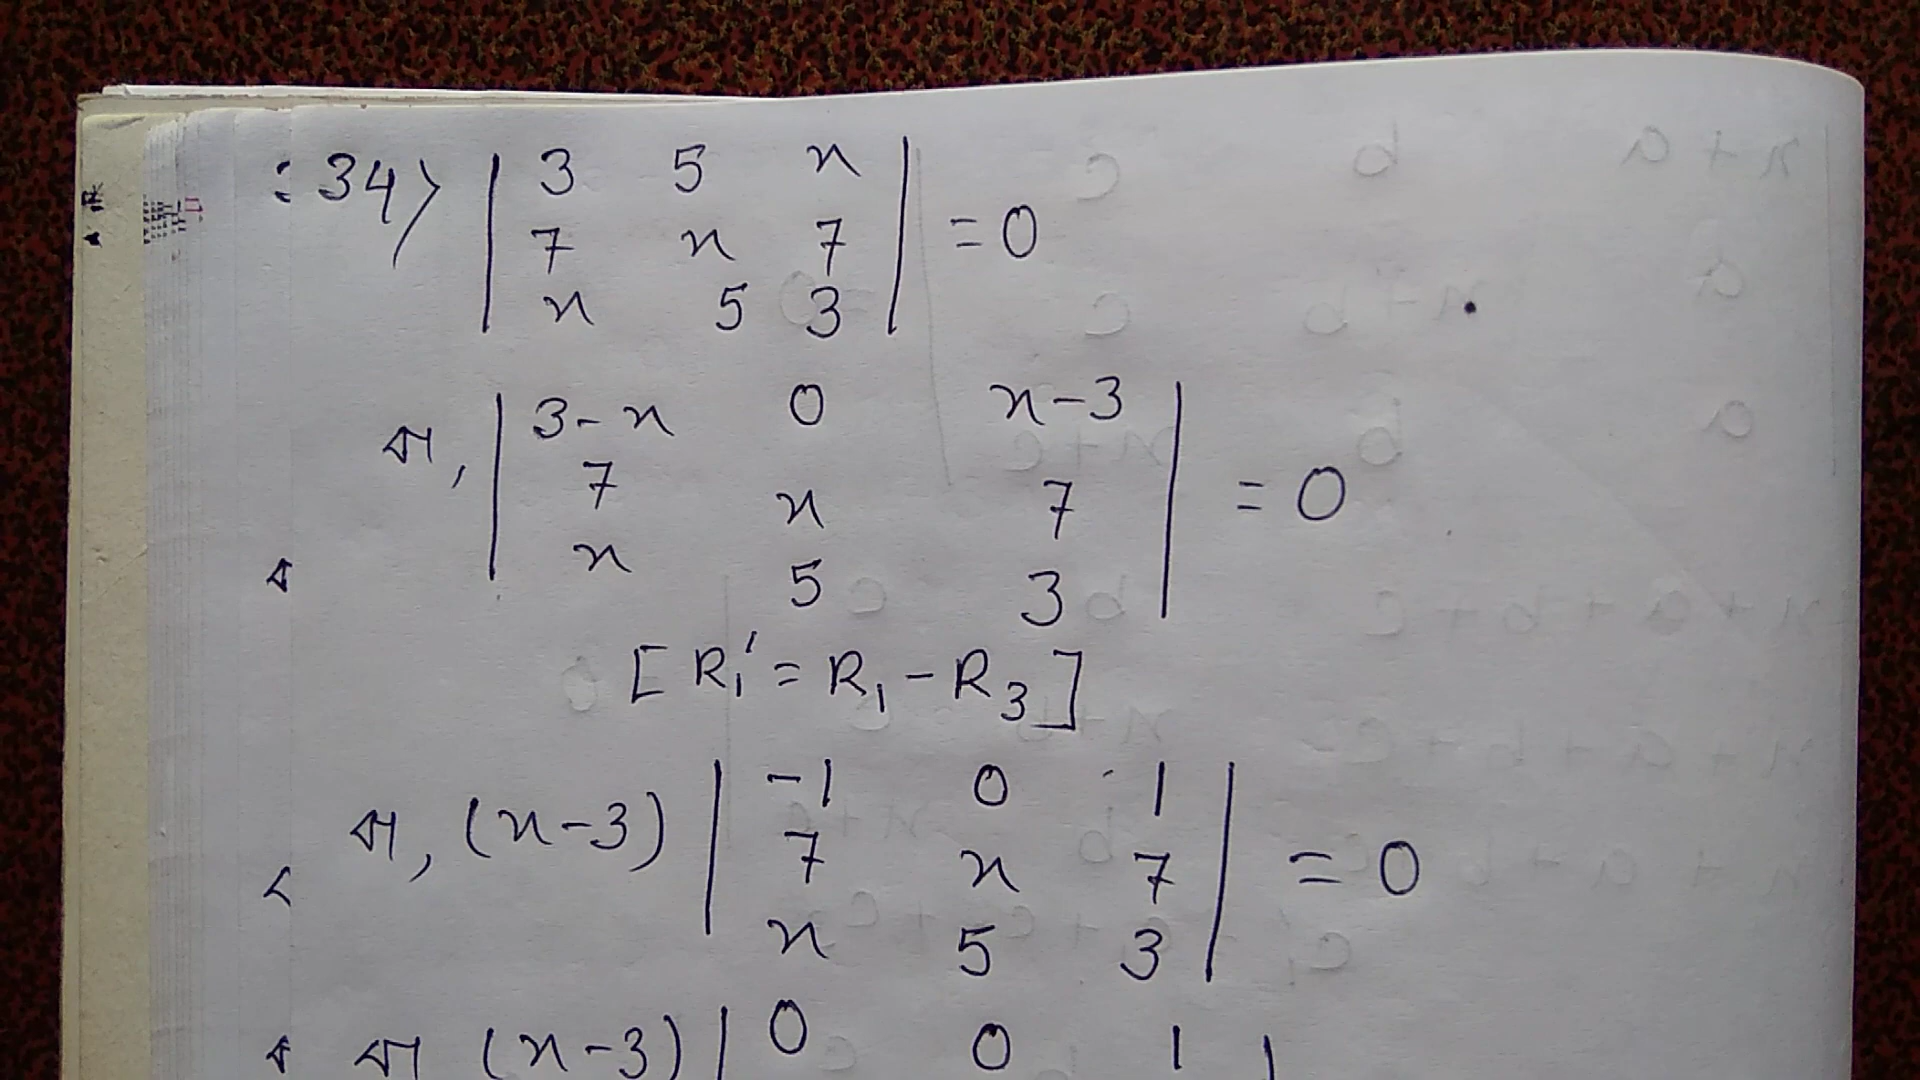 :34) | 3 5 x |
| 7 x 7 | = 0
| x 5 3 |
বা, | 3-x 0 x-3 |
| 7 x 7 | = 0
| x 5 3 |
[R₁' = R₁ - R₃]
বা, (x-3) | -1 0 1 |
| 7 x 7 | = 0
| x 5 3 |
বা (x-3) | 0 0 1 |